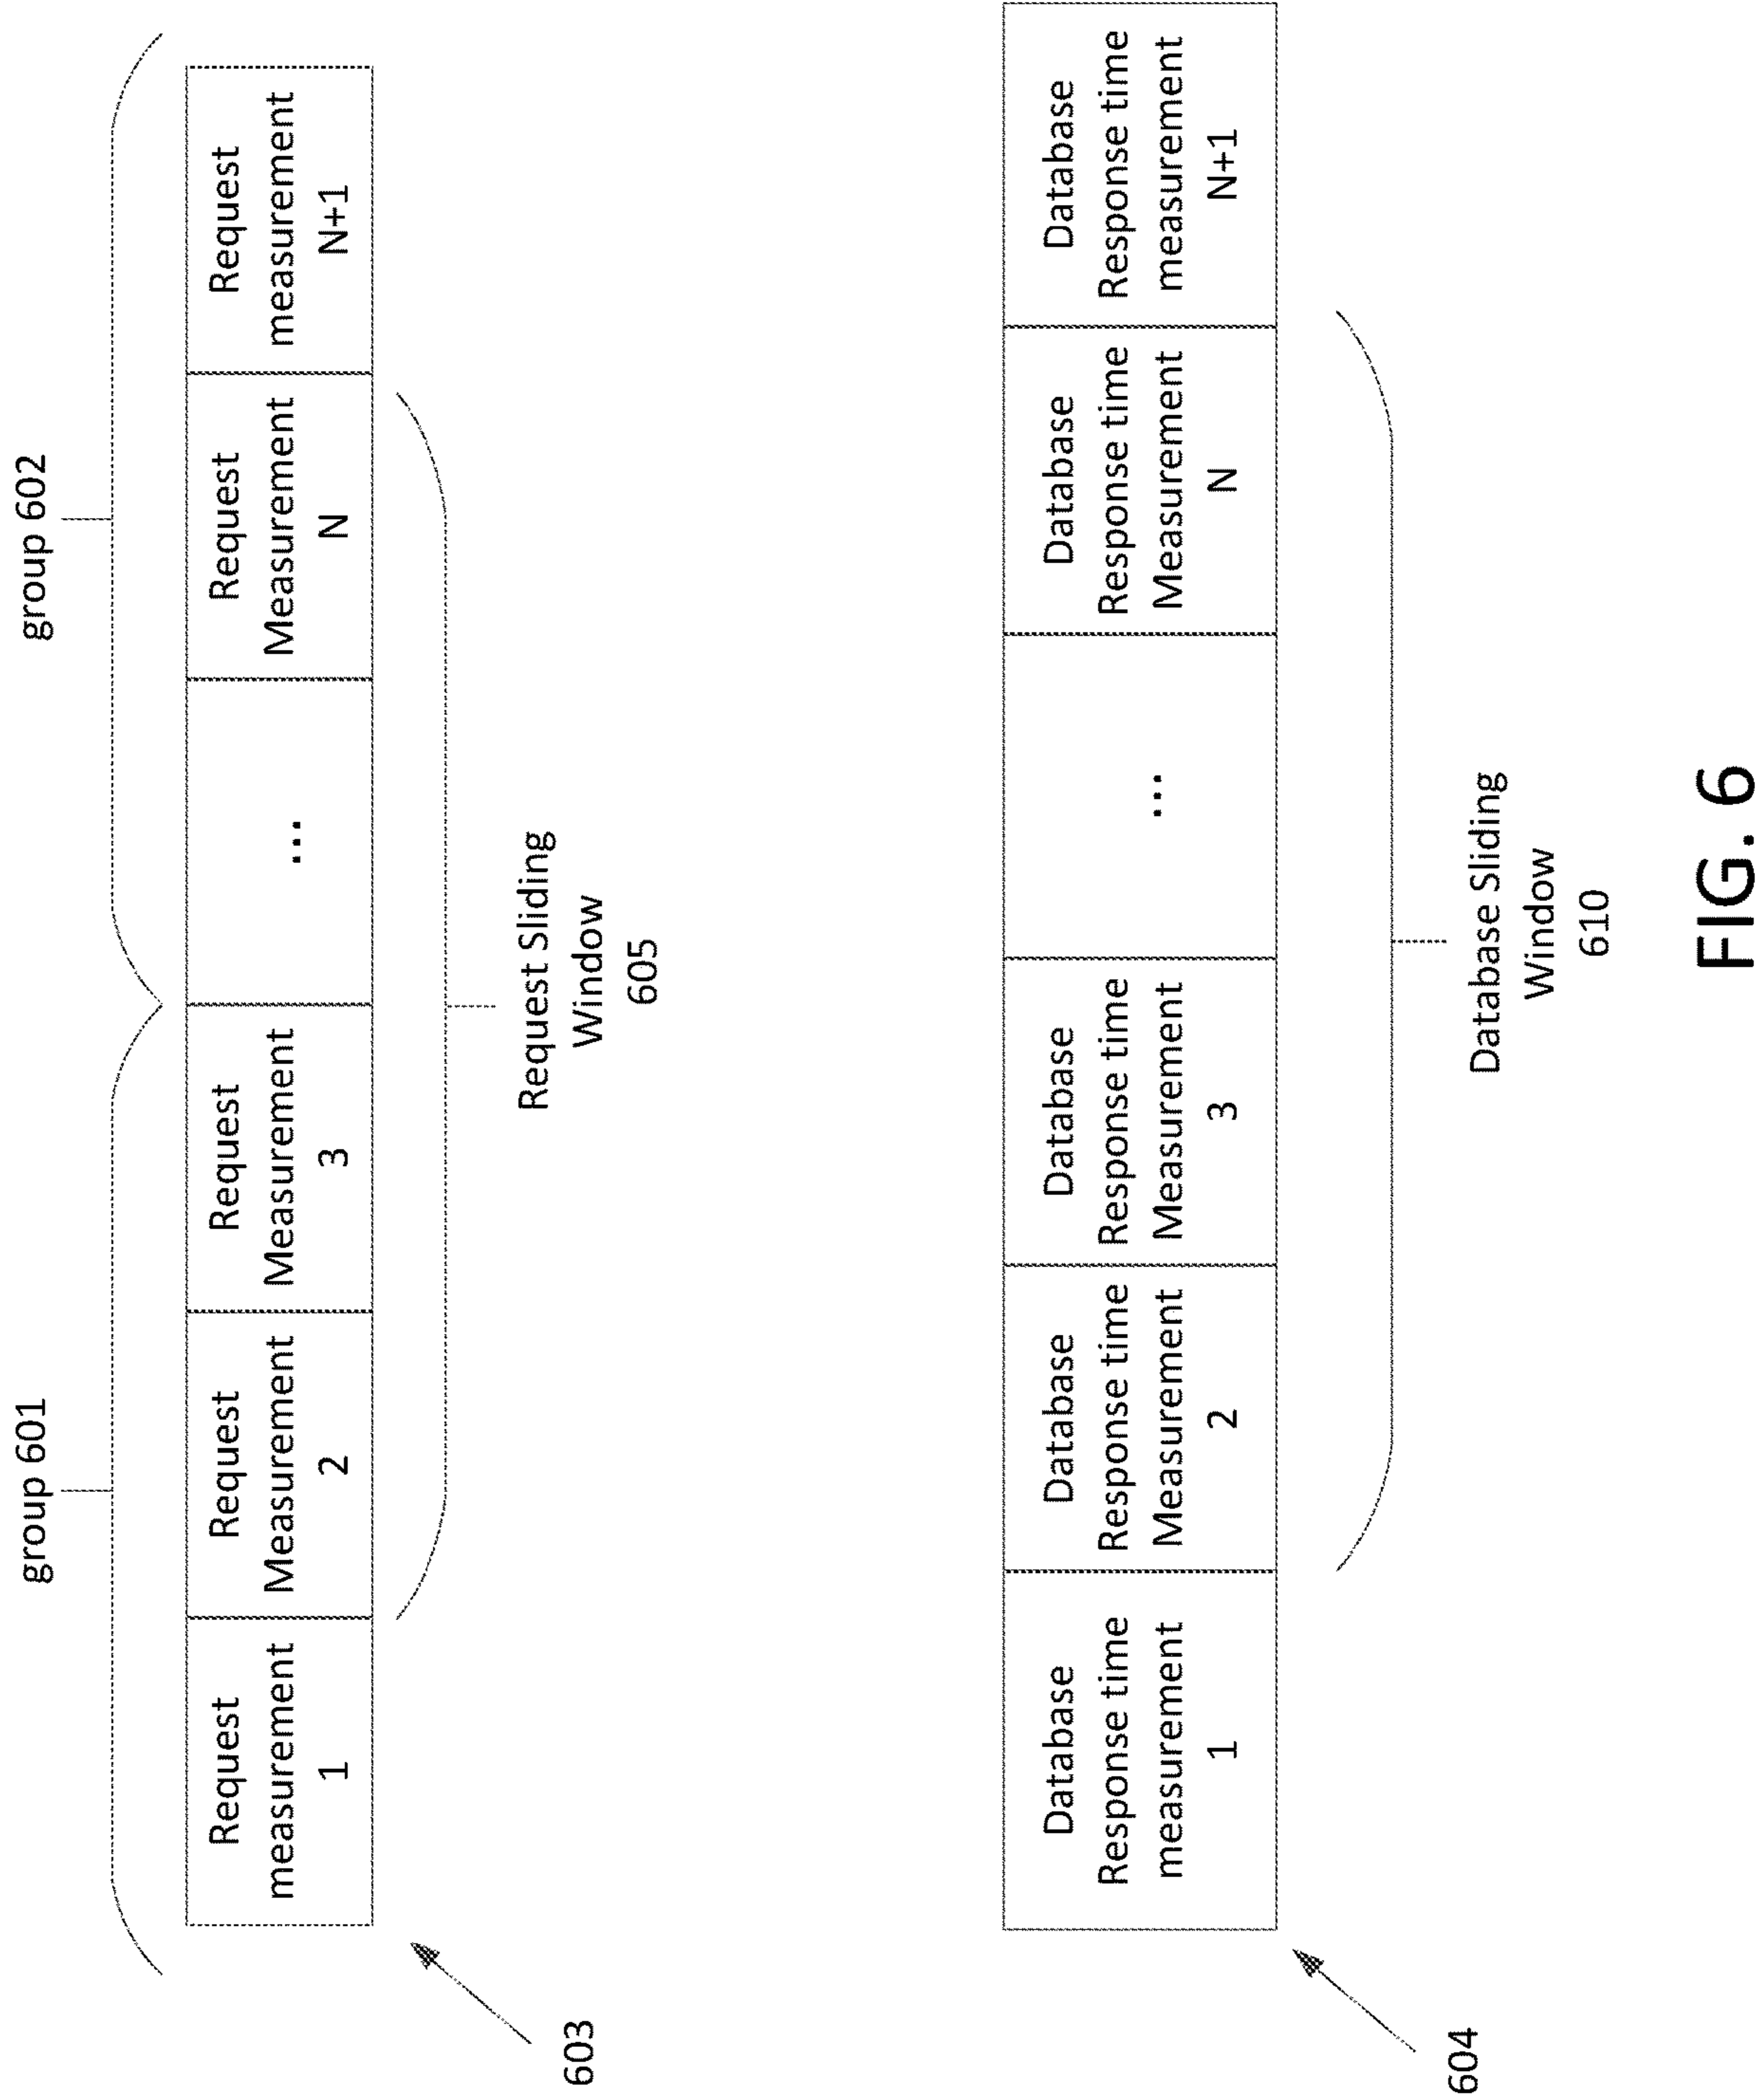 group 601
group 602
Request
measurement
1
Request
Measurement
2
Request
Measurement
3
...
Request
Measurement
N
Request
measurement
N+1
603
Request Sliding
Window
605
Database
Response time
measurement
1
Database
Response time
Measurement
2
Database
Response time
Measurement
3
...
Database
Response time
Measurement
N
Database
Response time
measurement
N+1
604
Database Sliding
Window
610
FIG. 6